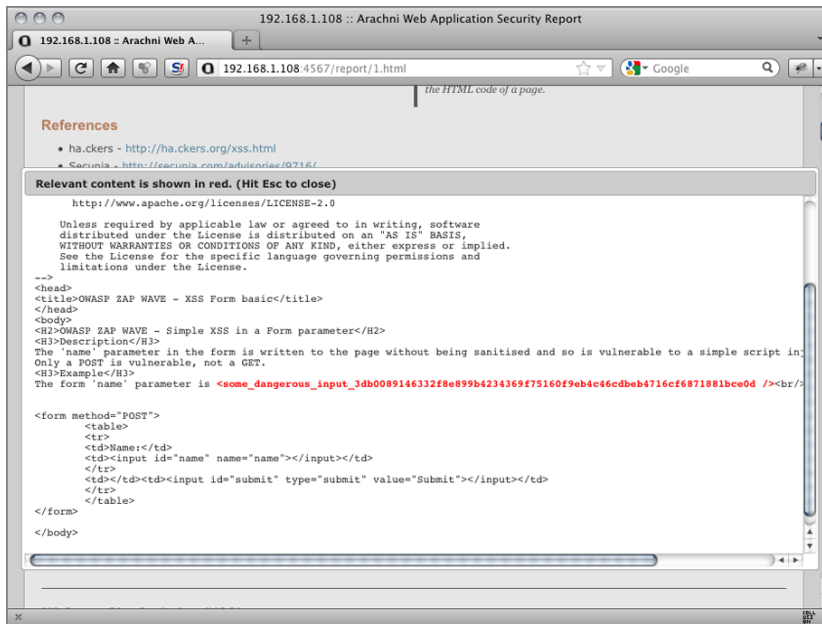 192.168.1.108 :: Arachni Web Application Security Report
192.168.1.108 :: Arachni Web A...
192.168.1.108:4567/report/1.html
Google
the HTML code of a page.
References
• ha.ckers - http://ha.ckers.org/xss.html
• Secunia - http://secunia.com/advisories/9716/
Relevant content is shown in red. (Hit Esc to close)
http://www.apache.org/licenses/LICENSE-2.0
Unless required by applicable law or agreed to in writing, software
distributed under the License is distributed on an "AS IS" BASIS,
WITHOUT WARRANTIES OR CONDITIONS OF ANY KIND, either express or implied.
See the License for the specific language governing permissions and
limitations under the License.
-->
<head>
<title>OWASP ZAP WAVE - XSS Form basic</title>
</head>
<body>
<H2>OWASP ZAP WAVE - Simple XSS in a Form parameter</H2>
<H3>Description</H3>
The 'name' parameter in the form is written to the page without being sanitised and so is vulnerable to a simple script inj
Only a POST is vulnerable, not a GET.
<H3>Example</H3>
The form 'name' parameter is <some_dangerous_input_3db0089146332f8e899b4234369f75160f9eb4c46cdbeb4716cf6871881bce0d /><br/>
<form method="POST">
<table>
<tr>
<td>Name:</td>
<td><input id="name" name="name"></input></td>
</tr>
<td></td><td><input id="submit" type="submit" value="Submit"></input></td>
</tr>
</table>
</form>
</body>